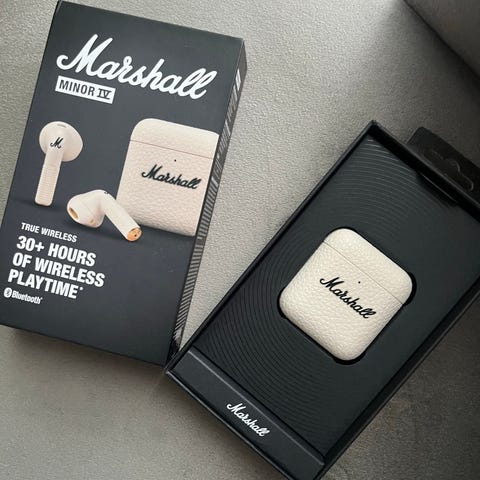 Marshall
MINOR IV
M
Marshall
TRUE WIRELESS
30+ HOURS
OF WIRELESS
PLAYTIME*
Bluetooth®
Marshall
Marshall